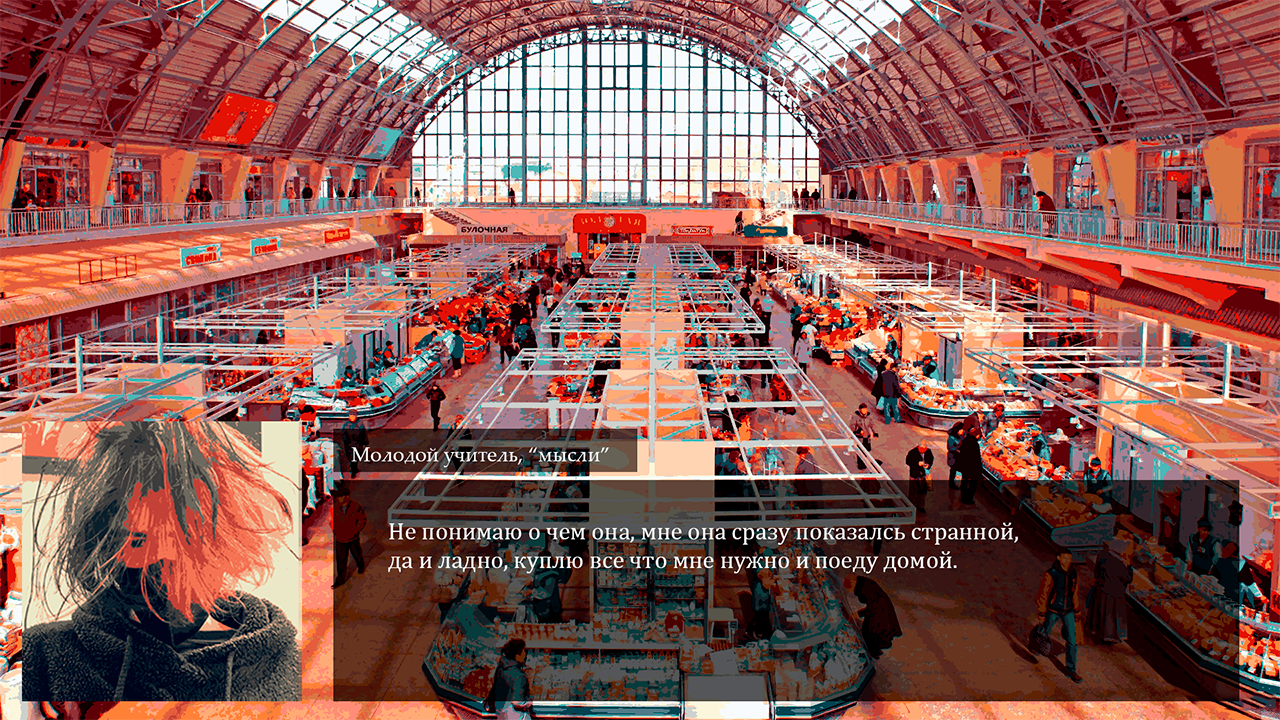 БУЛОЧНАЯ
Молодой учитель, “мысли”
Не понимаю о чем она, мне она сразу показалсь странной,
да и ладно, куплю все что мне нужно и поеду домой.